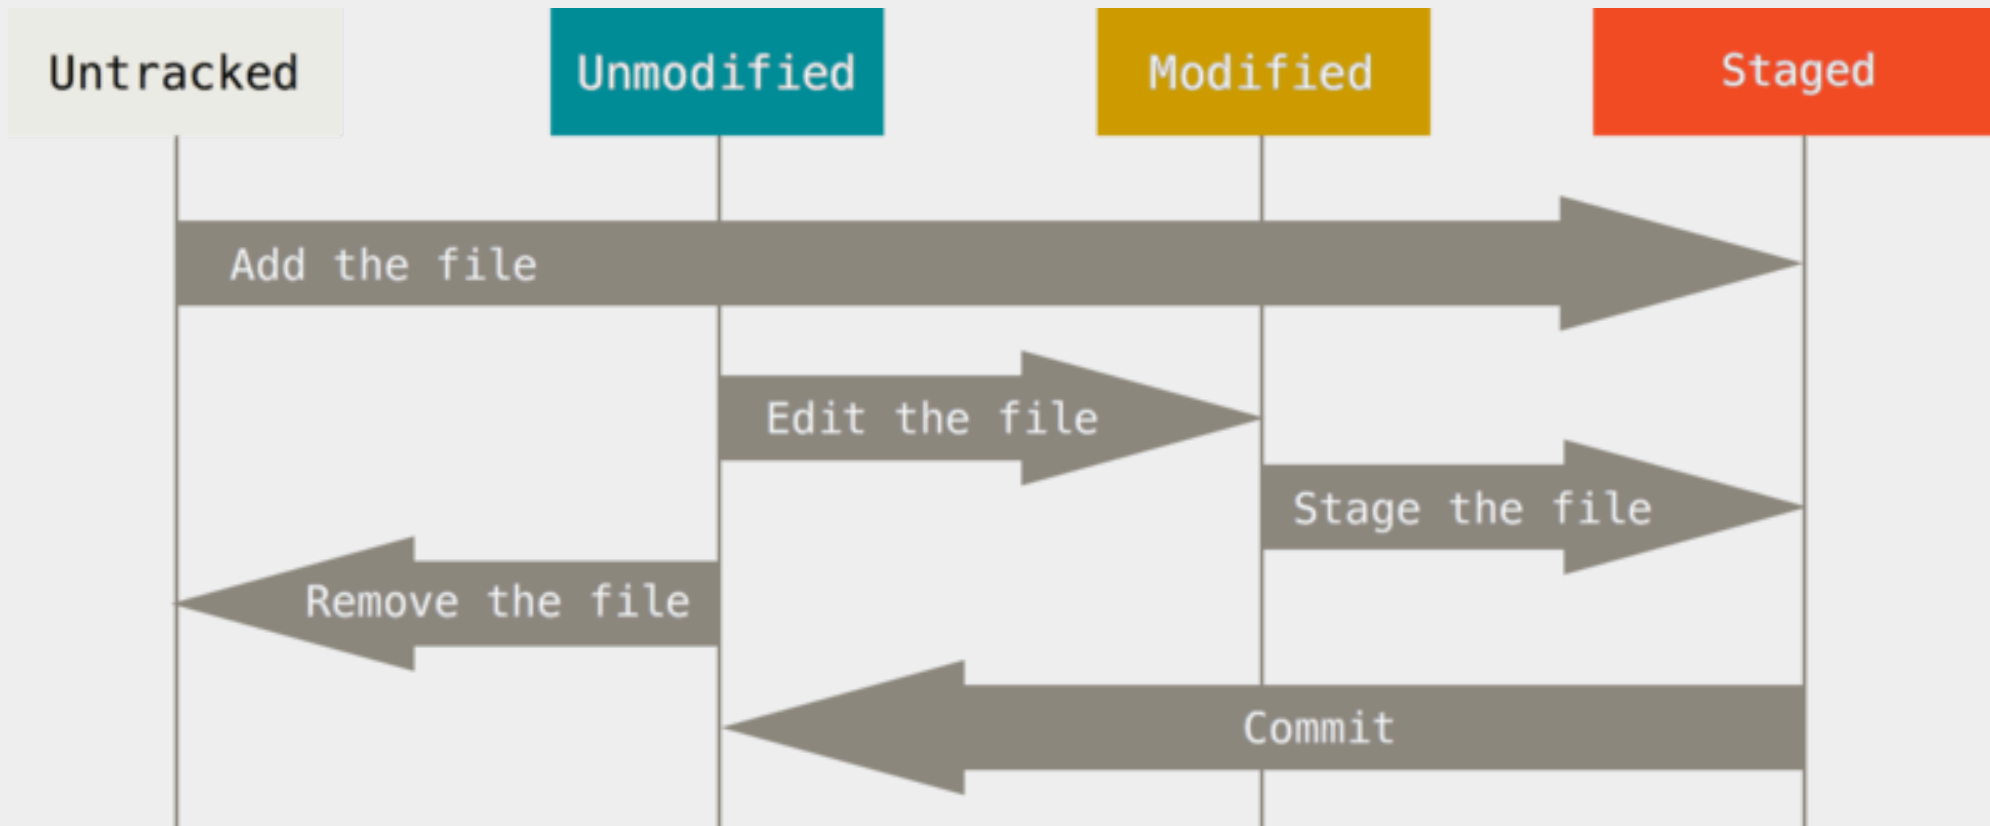 Untracked
Unmodified
Modified
Staged
Add the file
Edit the file
Stage the file
Remove the file
Commit